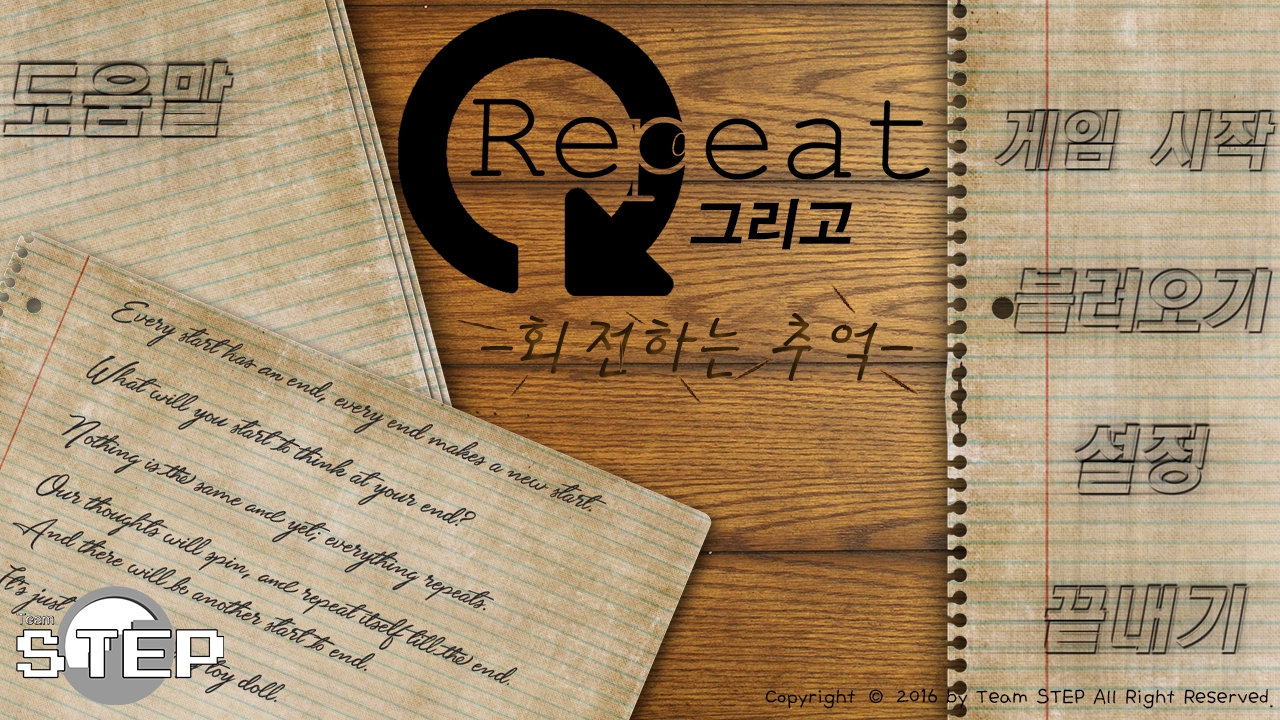 도움말
Repeat
그리고
-회전하는 추억-
게임 시작
불러오기
설정
끝내기
Every start has an end, every end makes a new start.
What will you start to think at your end?
Nothing is the same and yet; everything repeats.
Our thoughts will spin, and repeat itself till the end.
And there will be another start to end.
It's just toy doll.
Team
STEP
Copyright © 2016 by Team STEP All Right Reserved.